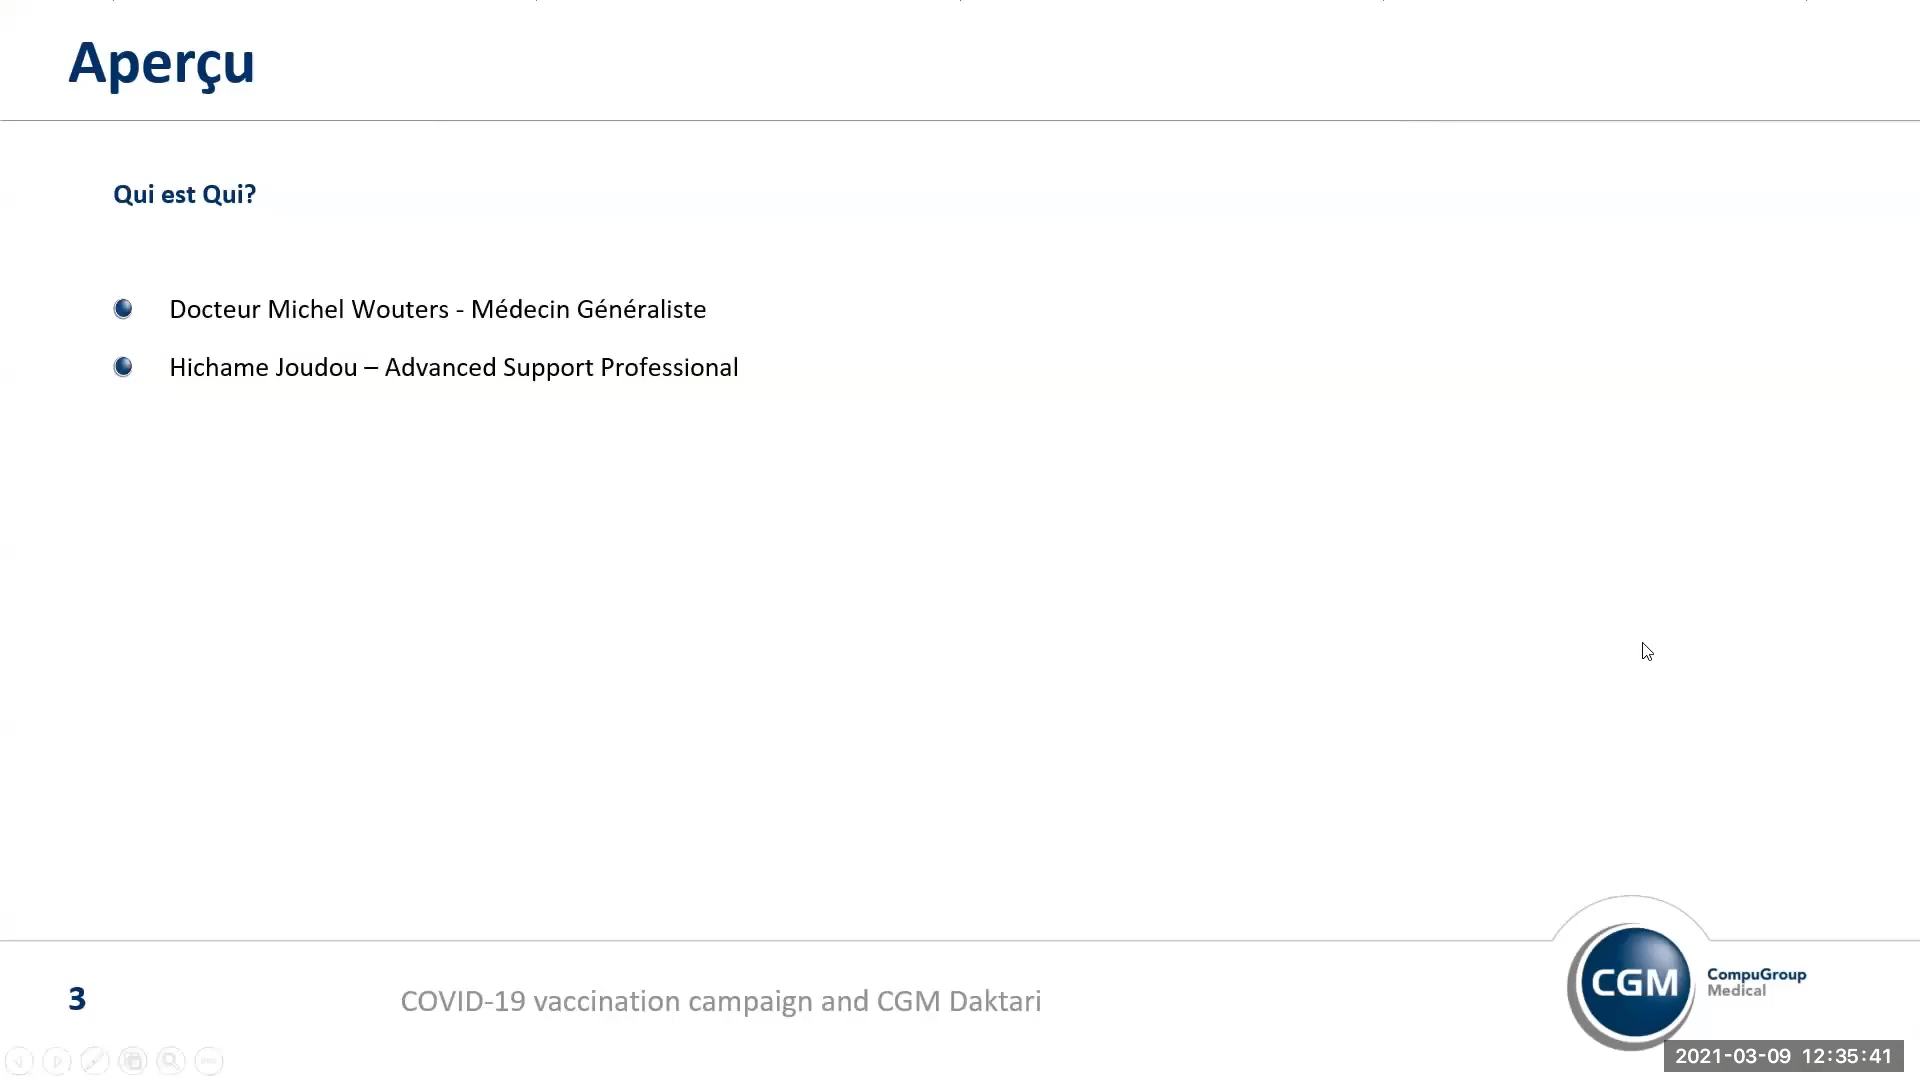 Aperçu
Qui est Qui?
Docteur Michel Wouters - Médecin Généraliste
Hichame Joudou – Advanced Support Professional
3
COVID-19 vaccination campaign and CGM Daktari
CGM
CompuGroup
Medical
2021-03-09 12:35:41